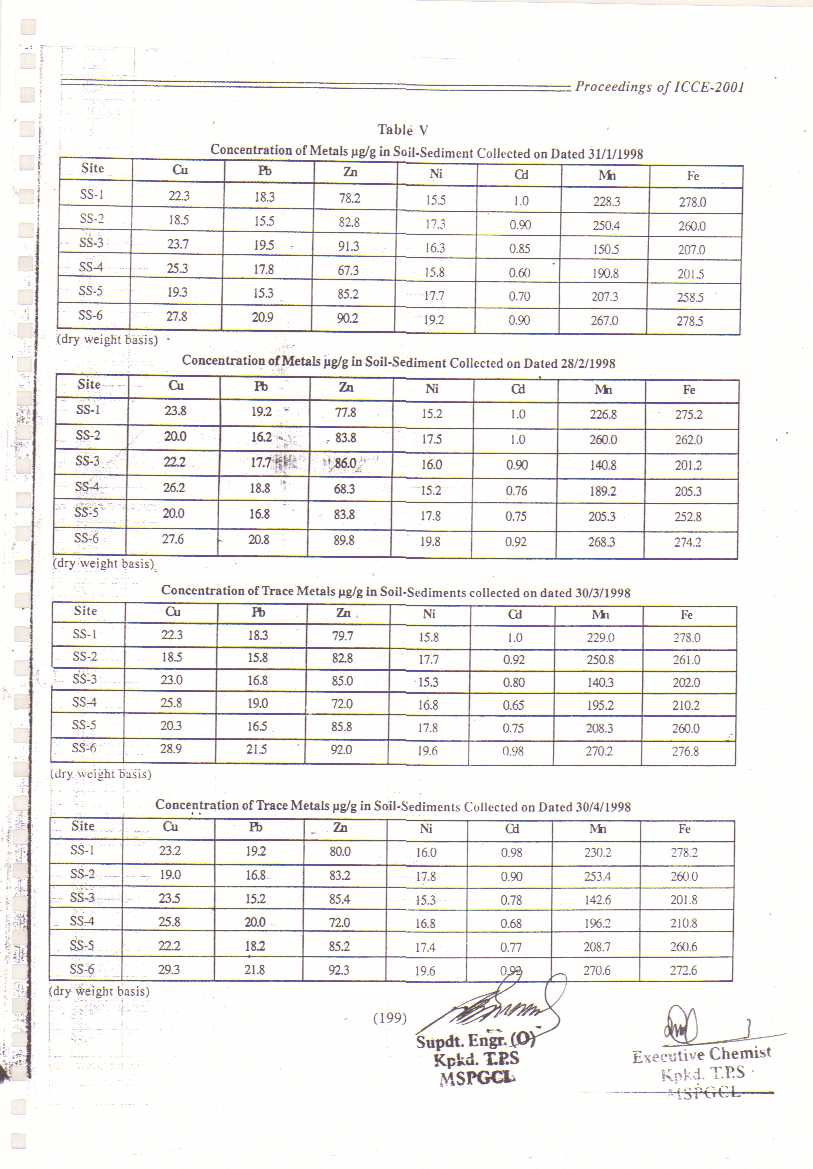 Proceedings of ICCE-2001
Table V
Concentration of Metals µg/g in Soil-Sediment Collected on Dated 31/1/1998
Site Cu Pb Zn Ni Cd Mn Fe
SS-1 22.3 18.3 78.2 15.5 1.0 228.3 278.0
SS-2 18.5 15.5 82.8 17.3 0.90 250.4 260.0
SS-3 23.7 19.5 91.3 16.3 0.85 150.5 207.0
SS-4 25.3 17.8 67.3 15.8 0.60 190.8 201.5
SS-5 19.3 15.3 85.2 17.7 0.70 207.3 258.5
SS-6 27.8 20.9 90.2 19.2 0.90 267.0 278.5
(dry weight basis)
Concentration of Metals µg/g in Soil-Sediment Collected on Dated 28/2/1998
Site Cu Pb Zn Ni Cd Mn Fe
SS-1 23.8 19.2 77.8 15.2 1.0 226.8 275.2
SS-2 20.0 16.2 83.8 17.5 1.0 260.0 262.0
SS-3 22.2 17.7 86.0 16.0 0.90 140.8 201.2
SS-4 26.2 18.8 68.3 15.2 0.76 189.2 205.3
SS-5 20.0 16.8 83.8 17.8 0.75 205.3 252.8
SS-6 27.6 20.8 89.8 19.8 0.92 268.3 274.2
(dry weight basis)
Concentration of Trace Metals µg/g in Soil-Sediments collected on dated 30/3/1998
Site Cu Pb Zn Ni Cd Mn Fe
SS-1 22.3 18.3 79.7 15.8 1.0 229.0 278.0
SS-2 18.5 15.8 82.8 17.7 0.92 250.8 261.0
SS-3 23.0 16.8 85.0 15.3 0.80 140.3 202.0
SS-4 25.8 19.0 72.0 16.8 0.65 195.2 210.2
SS-5 20.3 16.5 85.8 17.8 0.75 208.3 260.0
SS-6 28.9 21.5 92.0 19.6 0.98 270.2 276.8
(dry weight basis)
Concentration of Trace Metals µg/g in Soil-Sediments Collected on Dated 30/4/1998
Site Cu Pb Zn Ni Cd Mn Fe
SS-1 23.2 19.2 80.0 16.0 0.98 230.2 278.2
SS-2 19.0 16.8 83.2 17.8 0.90 253.4 260.0
SS-3 23.5 15.2 85.4 15.3 0.78 142.6 201.8
SS-4 25.8 20.0 72.0 16.8 0.68 196.2 210.8
SS-5 22.2 18.2 85.2 17.4 0.77 208.7 260.6
SS-6 29.3 21.8 92.3 19.6 270.6 272.6
(dry weight basis)
(199)
Supdt. Engr. (O)
Kpkd. T.P.S
MSPGCL
Executive Chemist
Kpkd. T.P.S
MSPGCL